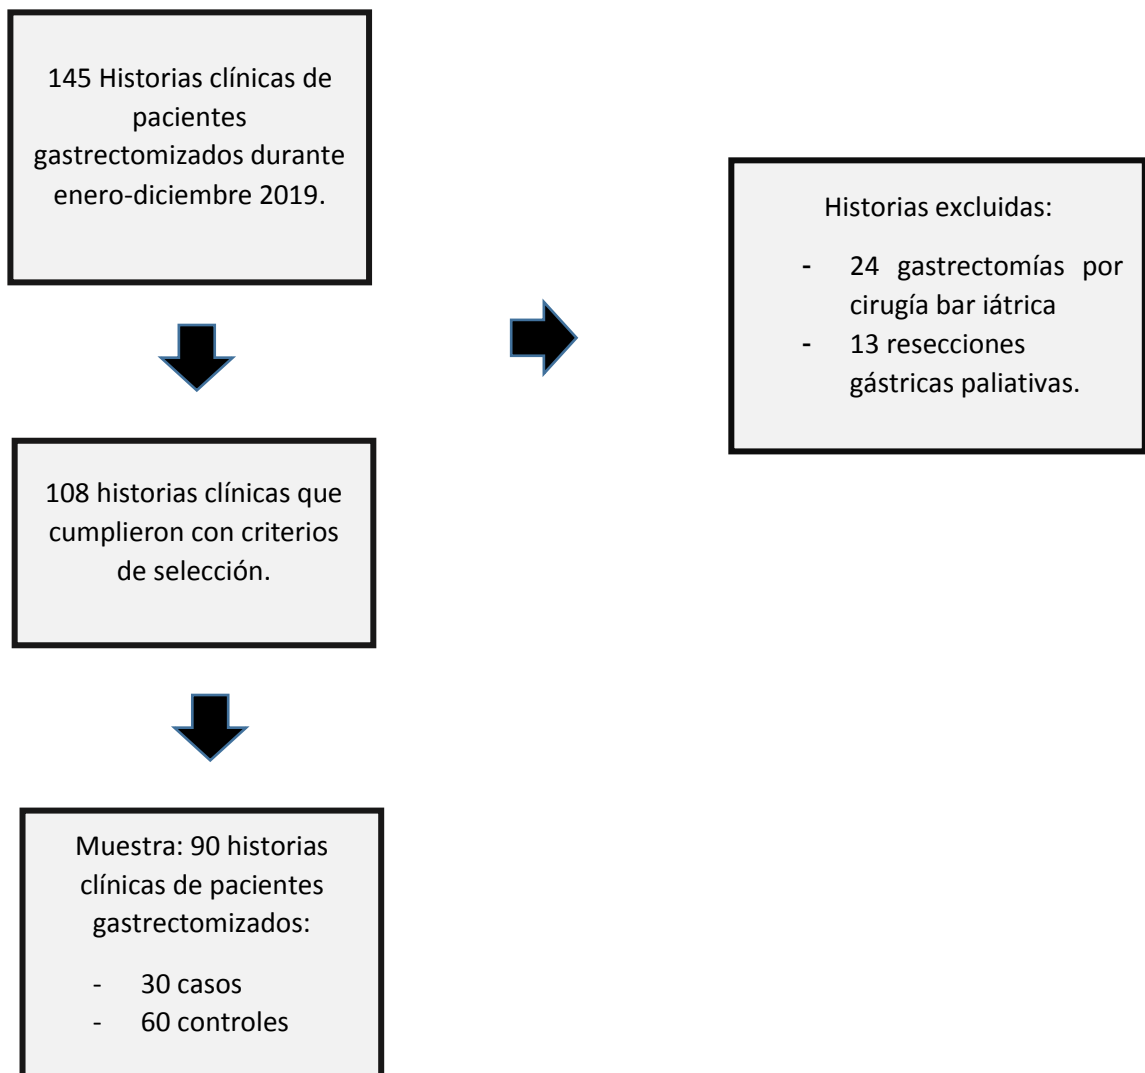 145 Historias clínicas de
pacientes
gastrectomizados durante
enero-diciembre 2019.
Historias excluidas:
- 24 gastrectomías por
cirugía bar iátrica
- 13 resecciones
gástricas paliativas.
108 historias clínicas que
cumplieron con criterios
de selección.
Muestra: 90 historias
clínicas de pacientes
gastrectomizados:
- 30 casos
- 60 controles